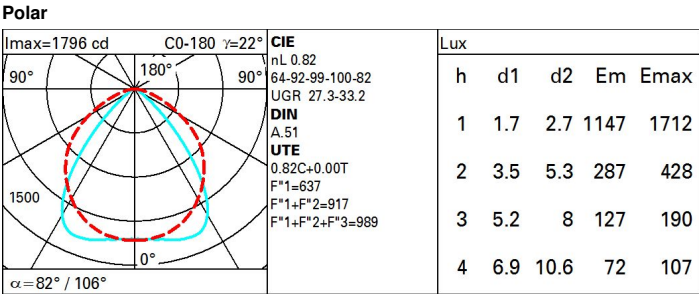 Polar
Imax=1796 cd C0-180 γ=22°
90° 180° 90°
1500
0°
α=82° / 106°
CIE
nL 0.82
64-92-99-100-82
UGR 27.3-33.2
DIN
A.51
UTE
0.82C+0.00T
F"1=637
F"1+F"2=917
F"1+F"2+F"3=989
Lux
h d1 d2 Em Emax
1 1.7 2.7 1147 1712
2 3.5 5.3 287 428
3 5.2 8 127 190
4 6.9 10.6 72 107